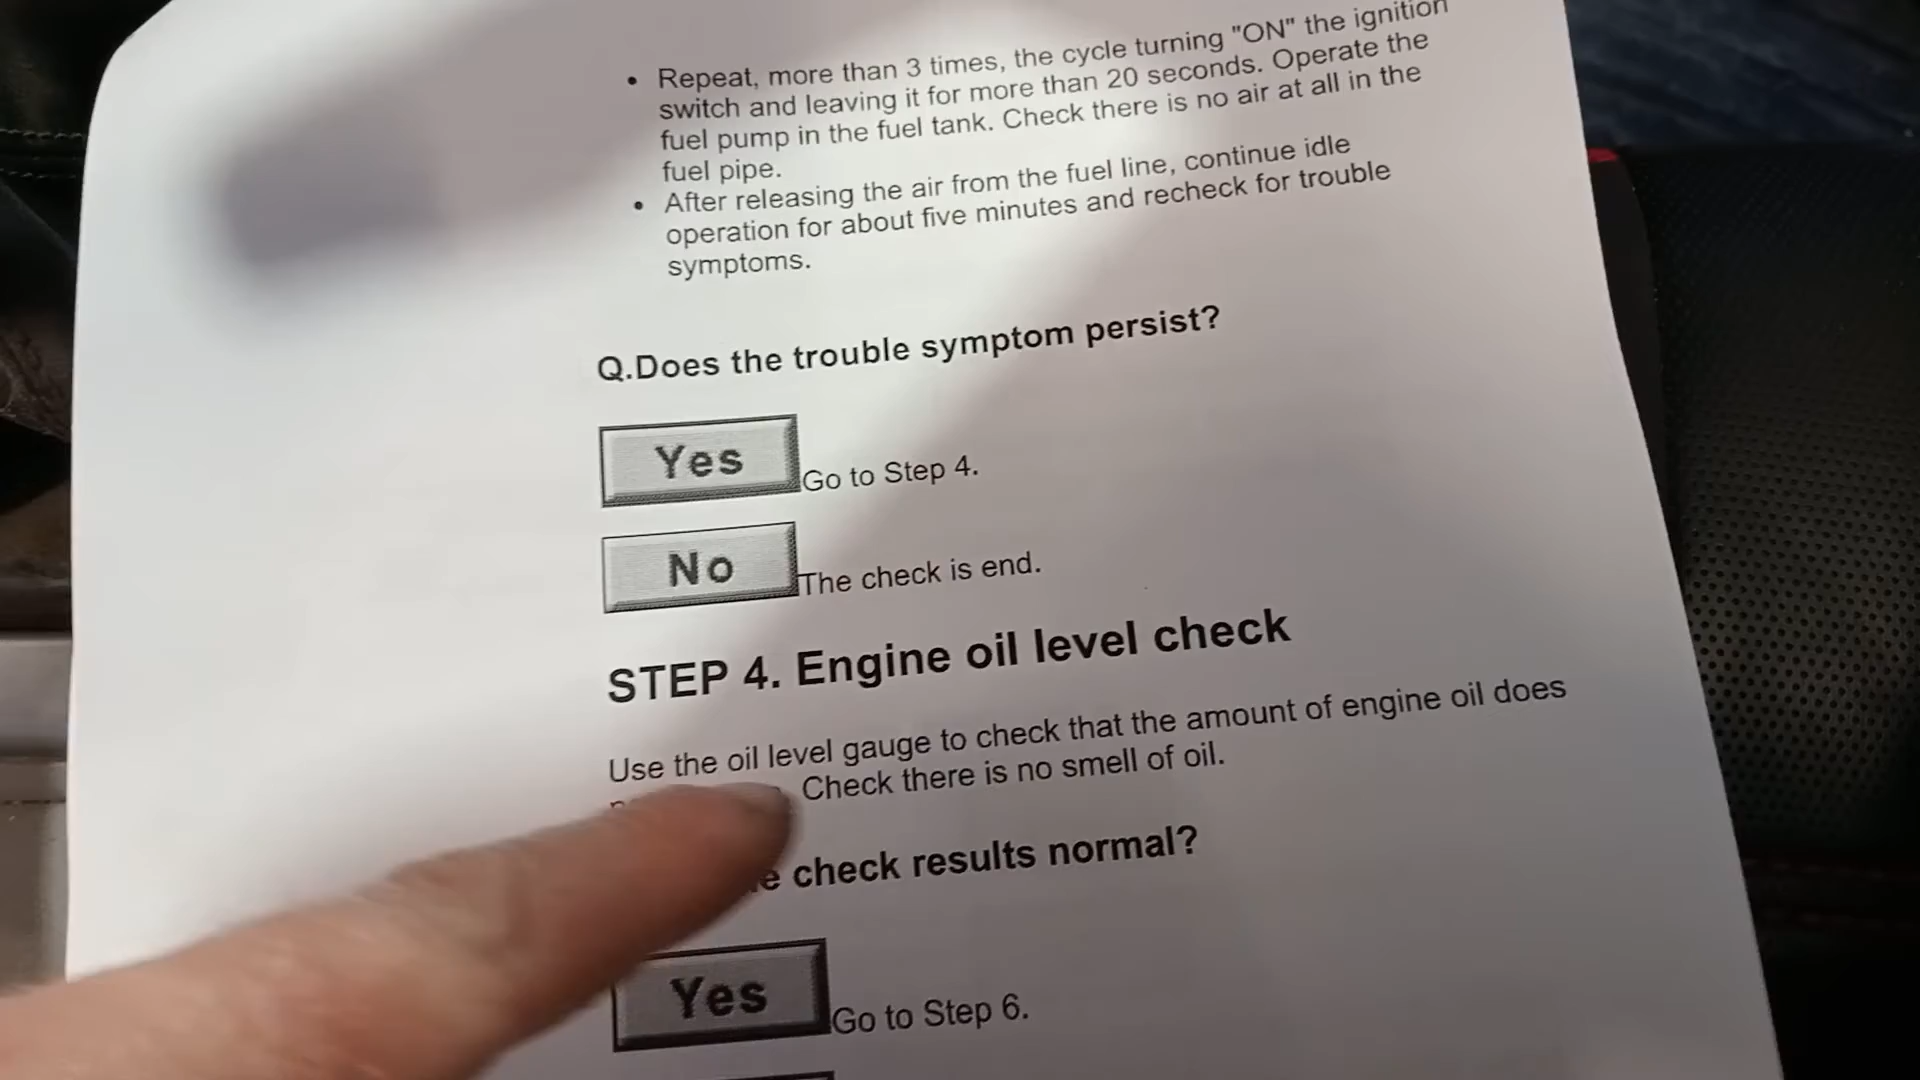 • Repeat, more than 3 times, the cycle turning "ON" the ignition
switch and leaving it for more than 20 seconds. Operate the
fuel pump in the fuel tank. Check there is no air at all in the
fuel pipe.
• After releasing the air from the fuel line, continue idle
operation for about five minutes and recheck for trouble
symptoms.
Q.Does the trouble symptom persist?
Yes Go to Step 4.
No The check is end.
STEP 4. Engine oil level check
Use the oil level gauge to check that the amount of engine oil does
Check there is no smell of oil.
check results normal?
Yes Go to Step 6.